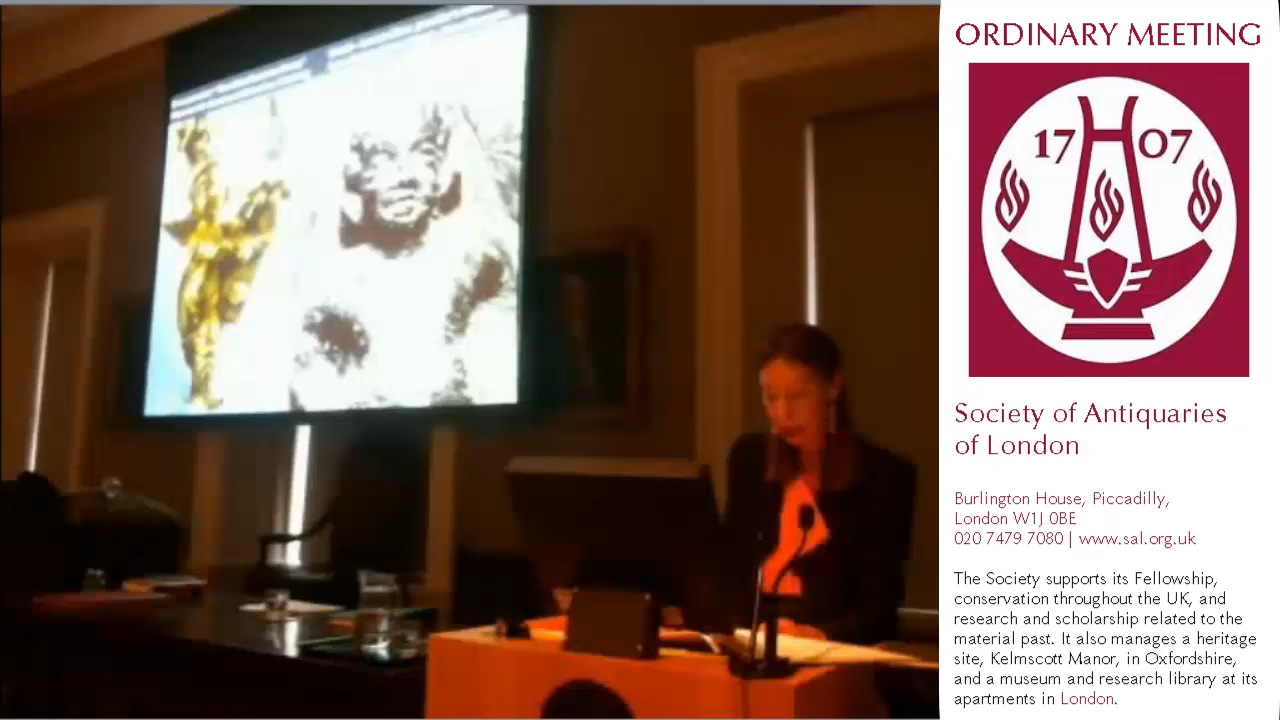 ORDINARY MEETING
17 07
Society of Antiquaries
of London
Burlington House, Piccadilly,
London W1J 0BE
020 7479 7080 | www.sal.org.uk
The Society supports its Fellowship,
conservation throughout the UK, and
research and scholarship related to the
material past. It also manages a heritage
site, Kelmscott Manor, in Oxfordshire,
and a museum and research library at its
apartments in London.